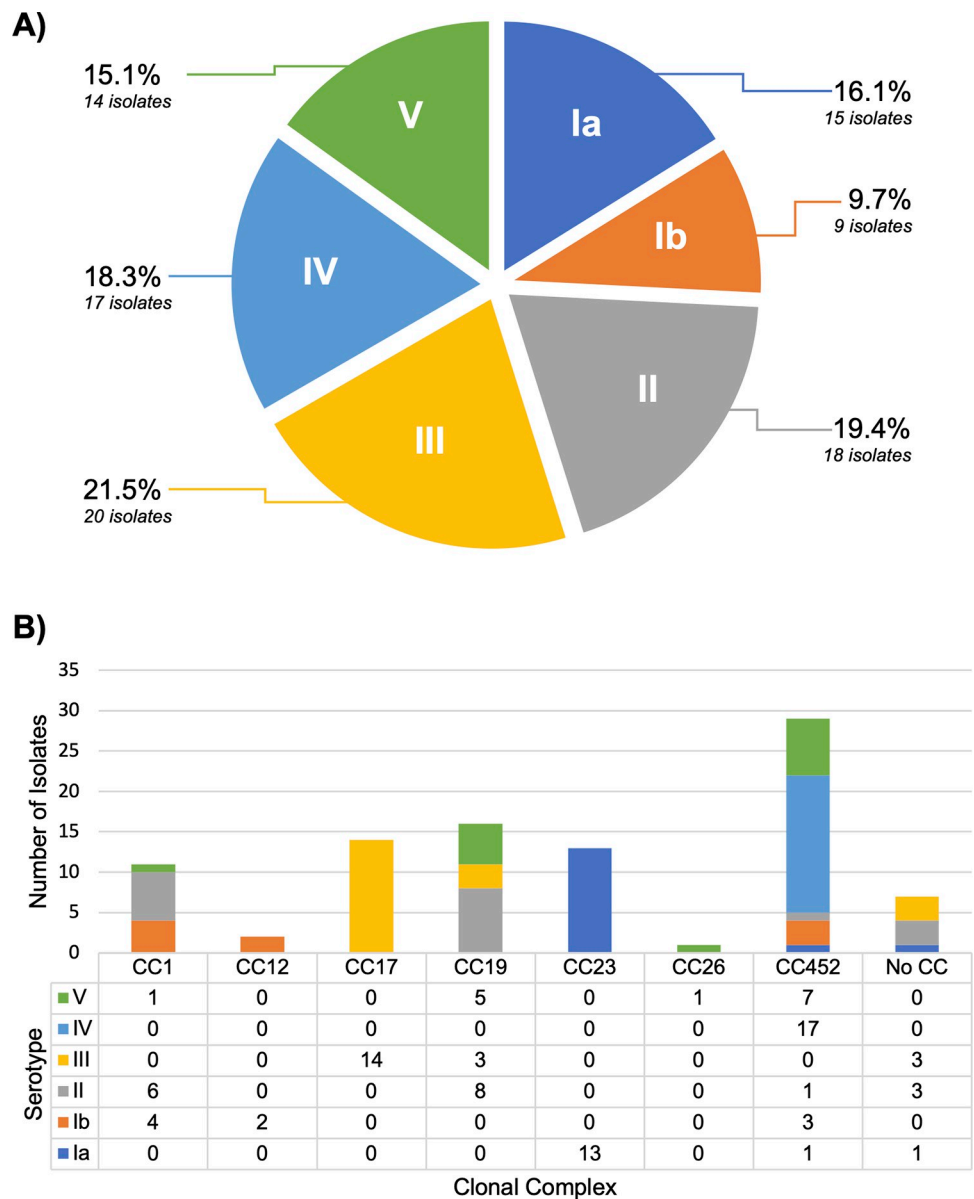 A)
15.1%
14 isolates
V
Ia
16.1%
15 isolates
9.7%
9 isolates
Ib
IV
18.3%
17 isolates
II
19.4%
18 isolates
III
21.5%
20 isolates
B)
Number of Isolates
35
30
25
20
15
10
5
0
CC1 CC12 CC17 CC19 CC23 CC26 CC452 No CC
Serotype
V 1 0 0 5 0 1 7 0
IV 0 0 0 0 0 0 17 0
III 0 0 14 3 0 0 0 3
II 6 0 0 8 0 0 1 3
Ib 4 2 0 0 0 0 3 0
Ia 0 0 0 0 13 0 1 1
Clonal Complex